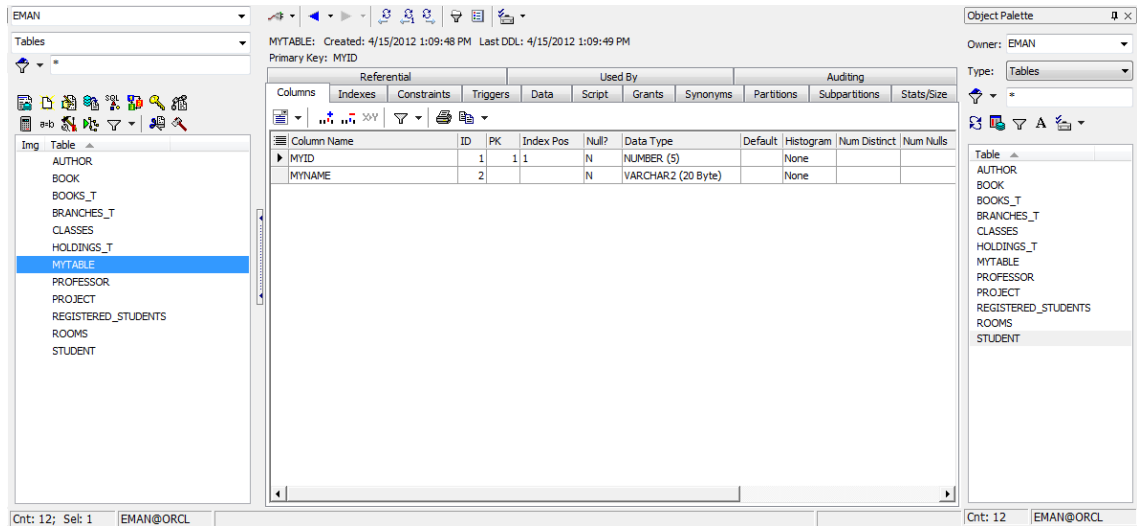 EMAN
Tables
*
Img Table
AUTHOR
BOOK
BOOKS_T
BRANCHES_T
CLASSES
HOLDINGS_T
MYTABLE
PROFESSOR
PROJECT
REGISTERED_STUDENTS
ROOMS
STUDENT
Cnt: 12; Sel: 1 EMAN@ORCL
MYTABLE: Created: 4/15/2012 1:09:48 PM Last DDL: 4/15/2012 1:09:49 PM
Primary Key: MYID
Referential Used By Auditing
Columns Indexes Constraints Triggers Data Script Grants Synonyms Partitions Subpartitions Stats/Size
Column Name ID PK Index Pos Null? Data Type Default Histogram Num Distinct Num Nulls
MYID 1 1 1 N NUMBER (5) None
MYNAME 2 N VARCHAR2 (20 Byte) None
Object Palette
Owner: EMAN
Type: Tables
*
Table
AUTHOR
BOOK
BOOKS_T
BRANCHES_T
CLASSES
HOLDINGS_T
MYTABLE
PROFESSOR
PROJECT
REGISTERED_STUDENTS
ROOMS
STUDENT
Cnt: 12 EMAN@ORCL